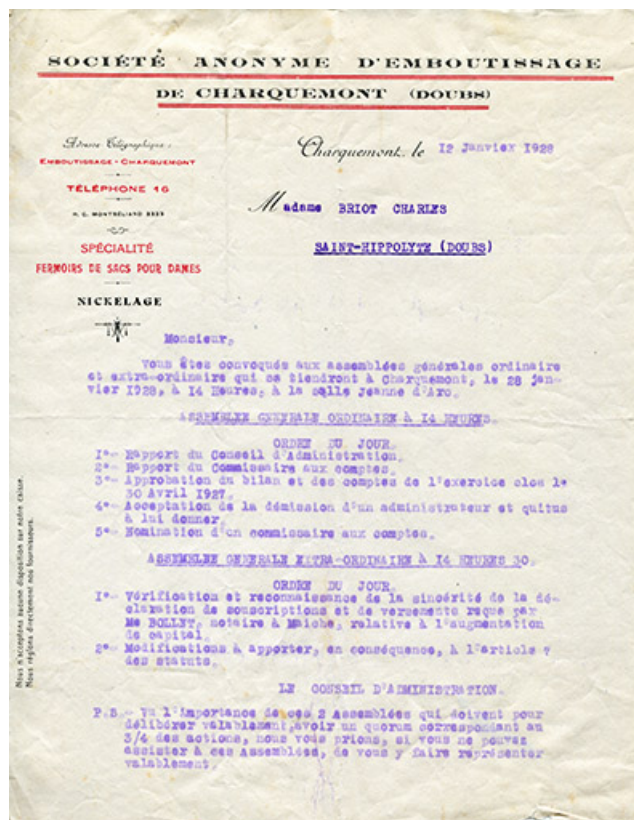 SOCIÉTÉ ANONYME D'EMBOUTISSAGE
DE CHARQUEMONT (DOUBS)
Adresse Télégraphique :
EMBOUTISSAGE - CHARQUEMONT
TÉLÉPHONE 16
R. C. MONTBÉLIARD 2323
SPÉCIALITÉ
FERMOIRS DE SACS POUR DAMES
NICKELAGE
Charquemont, le 12 Janvier 1928
Madame BRIOT CHARLES
SAINT-HIPPOLYTE (DOUBS)
Monsieur,
Vous êtes convoqués aux assemblées générales ordinaire
et extra-ordinaire qui se tiendront à Charquemont, le 28 jan-
vier 1928, à I4 Heures, à la salle Jeanne d'Arc.
ASSEMBLEE GENERALE ORDINAIRE à I4 HEURES.
ORDRE DU JOUR.
I°- Rapport du Conseil d'Administration.
2°- Rapport du Commissaire aux comptes.
3°- Approbation du bilan et des comptes de l'exercice clos le
30 Avril 1927.
4°- Acceptation de la démission d'un administrateur et quitus
à lui donner.
5°- Nomination d'un commissaire aux comptes.
ASSEMBLEE GENERALE EXTRA-ORDINAIRE à I4 HEURES 30.
ORDRE DU JOUR.
I°- Vérification et reconnaissance de la sincérité de la dé-
claration de souscriptions et de versements reçue par
Me BOLLET, notaire à Maiche, relative à l'augmentation
de capital.
2°- Modifications à apporter, en conséquence, à l'article 7
des statuts.
LE CONSEIL D'ADMINISTRATION.
P.S.- Vu l'importance de ces 2 Assemblées qui doivent pour
délibérer valablement, avoir un quorum correspondant au
3/4 des actions, nous vous prions, si vous ne pouvez
assister à ces Assemblées, de vous y faire représenter
valablement
Nous n'acceptons aucune disposition sur notre caisse.
Nous réglons directement nos fournisseurs.